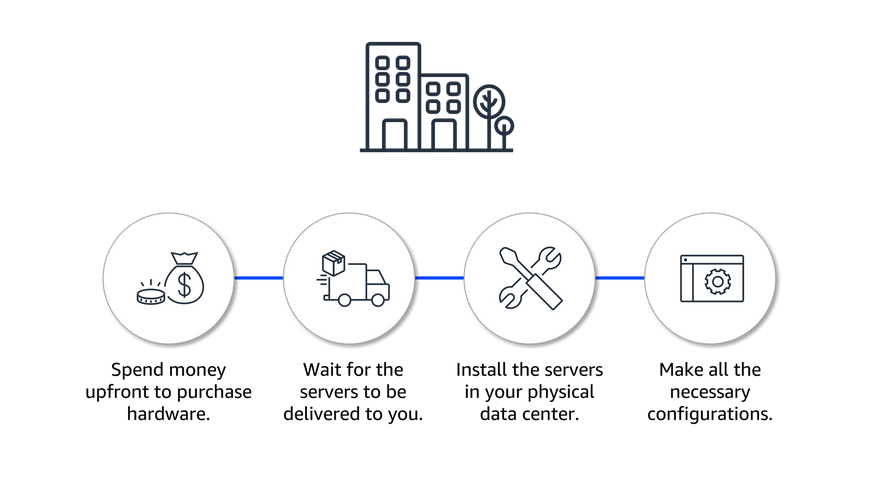 Spend money
upfront to purchase
hardware.
Wait for the
servers to be
delivered to you.
Install the servers
in your physical
data center.
Make all the
necessary
configurations.